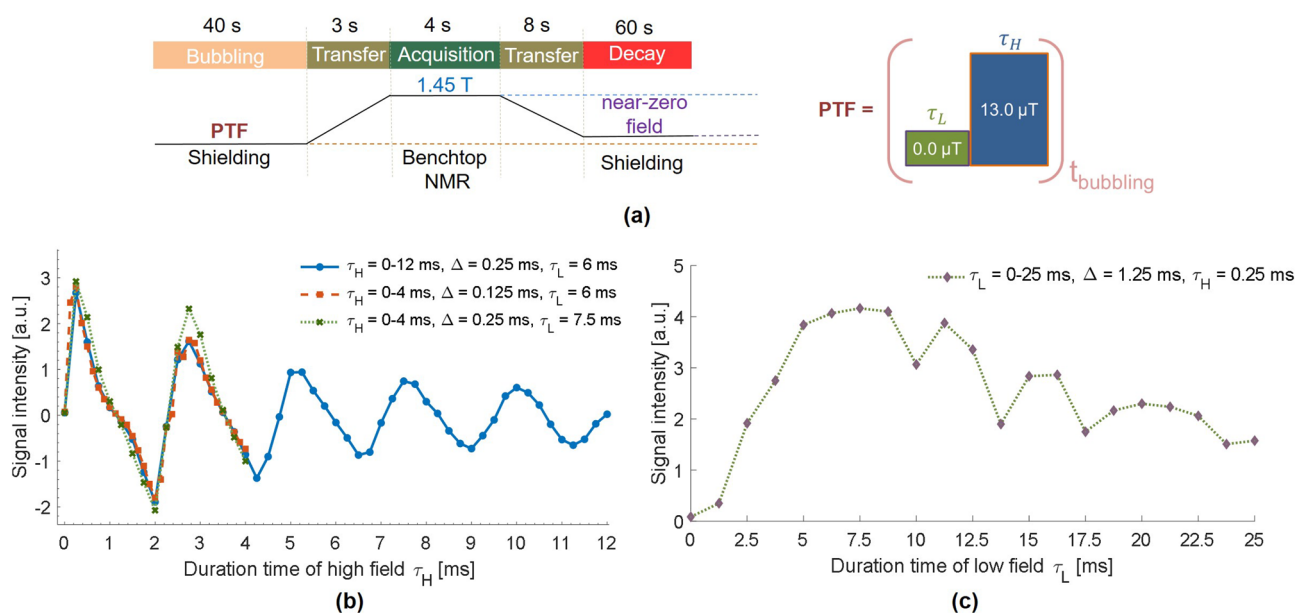 40 s 3 s 4 s 8 s 60 s
Bubbling Transfer Acquisition Transfer Decay
1.45 T
near-zero
field
PTF
Shielding
Benchtop
NMR
Shielding
PTF =
τL
0.0 µT
τH
13.0 µT
tbubbling
(a)
τH = 0-12 ms, Δ = 0.25 ms, τL = 6 ms
τH = 0-4 ms, Δ = 0.125 ms, τL = 6 ms
τH = 0-4 ms, Δ = 0.25 ms, τL = 7.5 ms
Signal intensity [a.u.]
3
2
1
0
-1
-2
0 1 2 3 4 5 6 7 8 9 10 11 12
Duration time of high field τH [ms]
(b)
τL = 0-25 ms, Δ = 1.25 ms, τH = 0.25 ms
Signal intensity [a.u.]
5
4
3
2
1
0
0 2.5 5 7.5 10 12.5 15 17.5 20 22.5 25
Duration time of low field τL [ms]
(c)